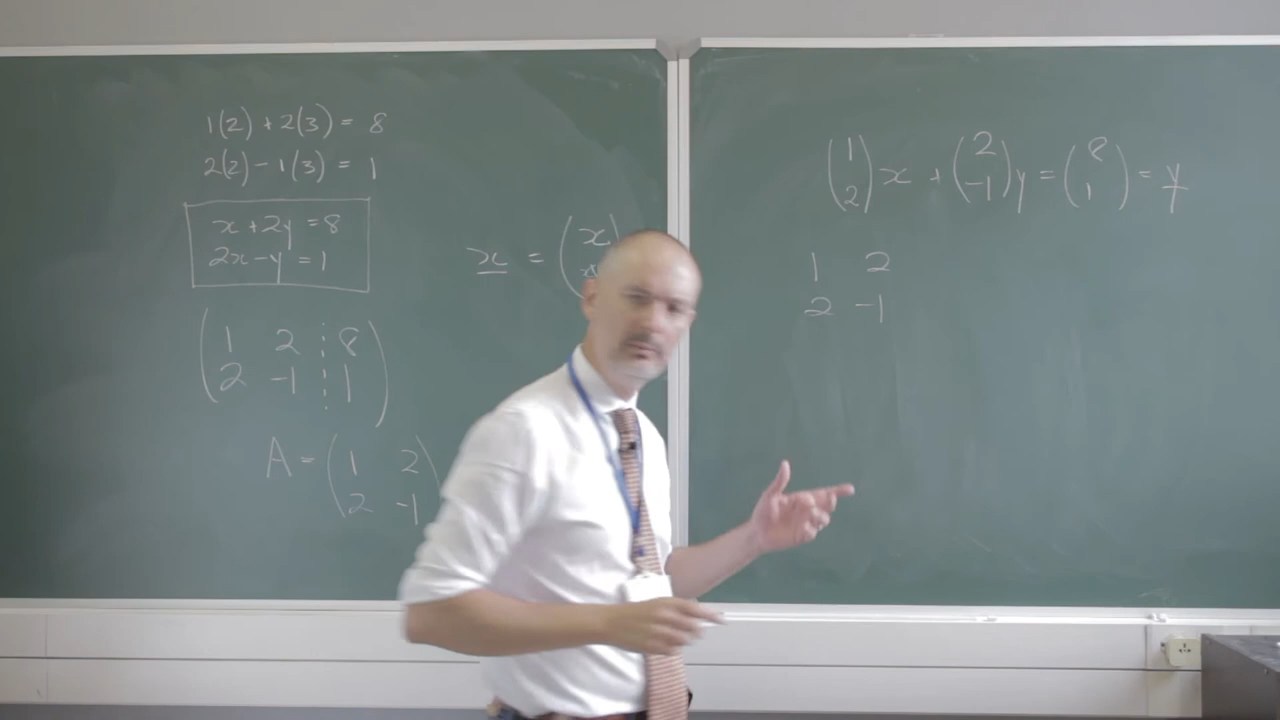 1(2) + 2(3) = 8
2(2) - 1(3) = 1
x + 2y = 8
2x - y = 1
1 2 8
2 -1 1
A = (1 2
2 -1)
x = (x
(1 2) x + (2 -1) y = (8 1) = y
1 2
2 -1